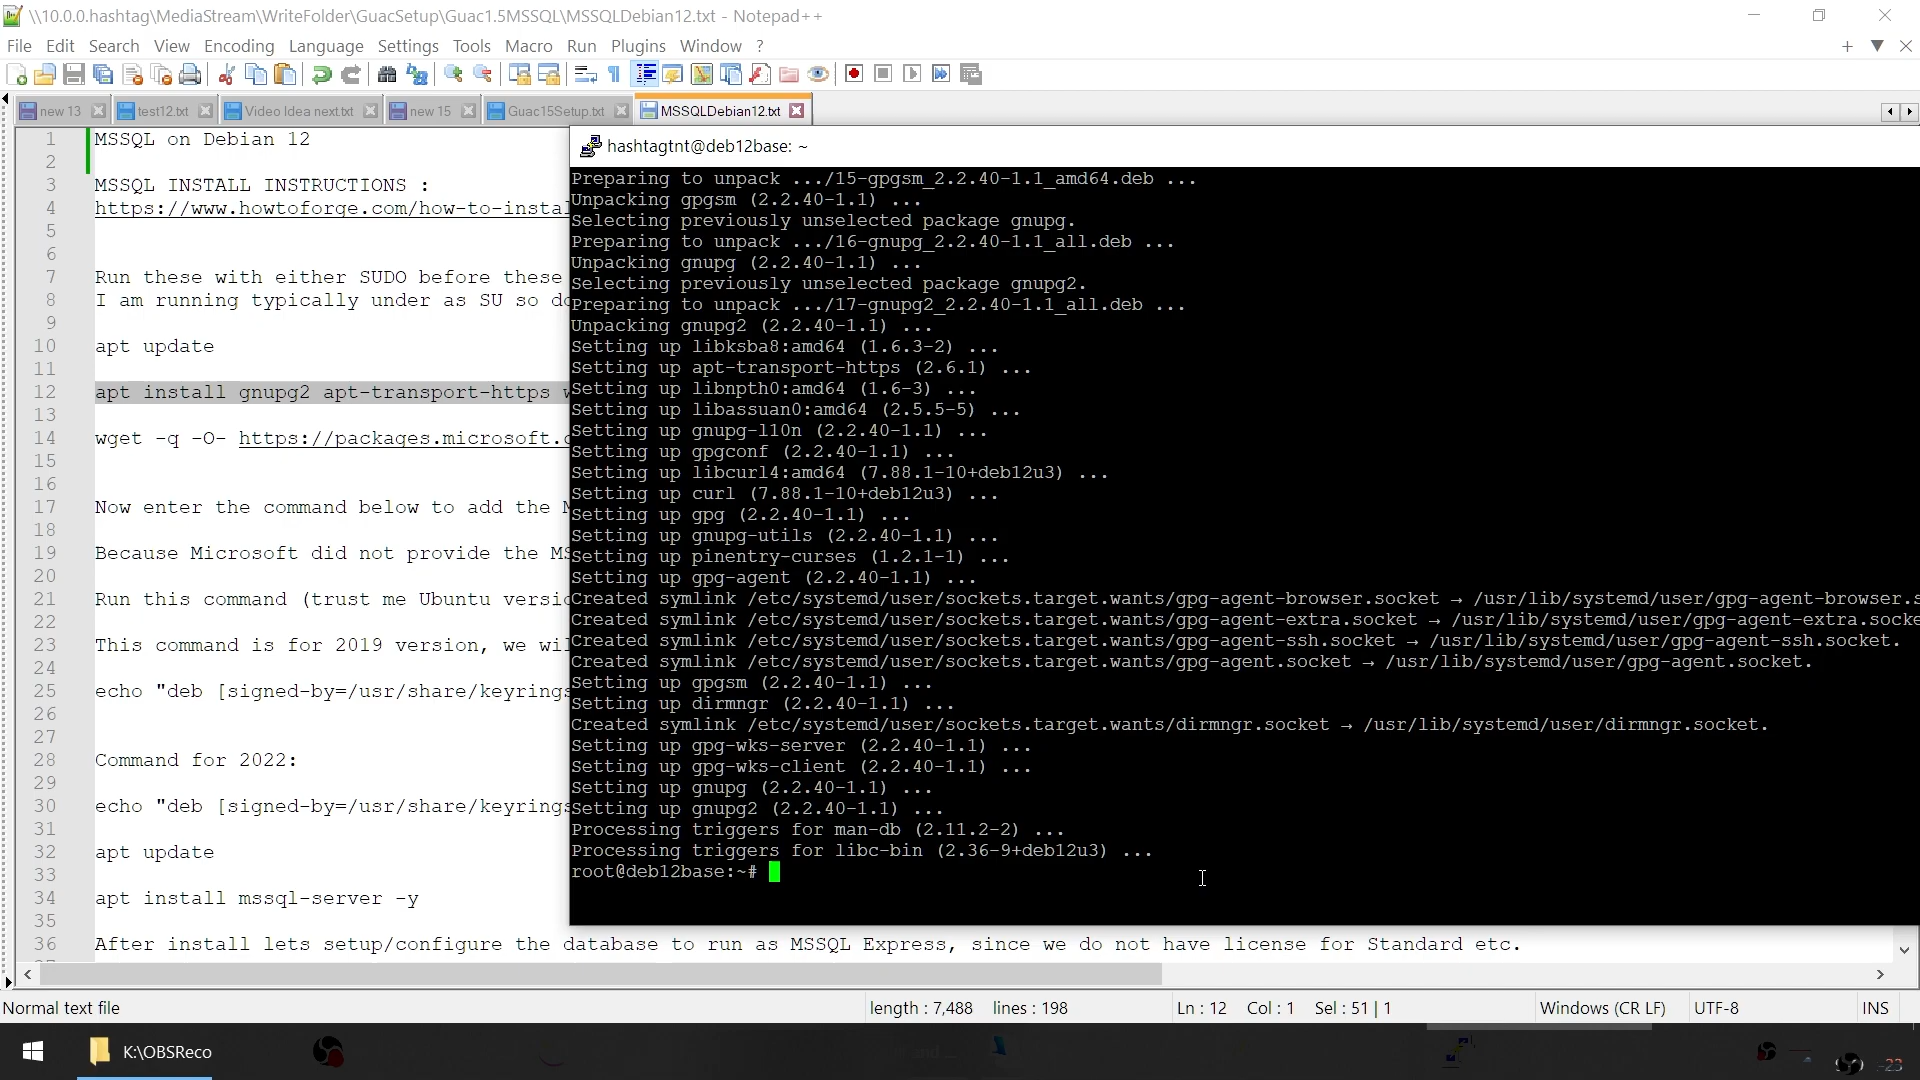 \\10.0.0.hashtag\MediaStream\WriteFolder\GuacSetup\Guac1.5MSSQL\MSSQLDebian12.txt - Notepad++
File Edit Search View Encoding Language Settings Tools Macro Run Plugins Window ?
new 13 test12.txt Video Idea next.txt new 15 Guac15Setup.txt MSSQLDebian12.txt
1 MSSQL on Debian 12
2
3 MSSQL INSTALL INSTRUCTIONS :
4 https://www.howtoforge.com/how-to-instal
5
6
7 Run these with either SUDO before these
8 I am running typically under as SU so do
9
10 apt update
11
12 apt install gnupg2 apt-transport-https w
13
14 wget -q -O- https://packages.microsoft.c
15
16
17 Now enter the command below to add the M
18
19 Because Microsoft did not provide the MS
20
21 Run this command (trust me Ubuntu versio
22
23 This command is for 2019 version, we wil
24
25 echo "deb [signed-by=/usr/share/keyrings
26
27
28 Command for 2022:
29
30 echo "deb [signed-by=/usr/share/keyrings
31
32 apt update
33
34 apt install mssql-server -y
35
36 After install lets setup/configure the database to run as MSSQL Express, since we do not have license for Standard etc.
hashtagtnt@deb12base: ~
Preparing to unpack .../15-gpgsm_2.2.40-1.1_amd64.deb ...
Unpacking gpgsm (2.2.40-1.1) ...
Selecting previously unselected package gnupg.
Preparing to unpack .../16-gnupg_2.2.40-1.1_all.deb ...
Unpacking gnupg (2.2.40-1.1) ...
Selecting previously unselected package gnupg2.
Preparing to unpack .../17-gnupg2_2.2.40-1.1_all.deb ...
Unpacking gnupg2 (2.2.40-1.1) ...
Setting up libksba8:amd64 (1.6.3-2) ...
Setting up apt-transport-https (2.6.1) ...
Setting up libnpth0:amd64 (1.6-3) ...
Setting up libassuan0:amd64 (2.5.5-5) ...
Setting up gnupg-l10n (2.2.40-1.1) ...
Setting up gpgconf (2.2.40-1.1) ...
Setting up libcurl4:amd64 (7.88.1-10+deb12u3) ...
Setting up curl (7.88.1-10+deb12u3) ...
Setting up gpg (2.2.40-1.1) ...
Setting up gnupg-utils (2.2.40-1.1) ...
Setting up pinentry-curses (1.2.1-1) ...
Setting up gpg-agent (2.2.40-1.1) ...
Created symlink /etc/systemd/user/sockets.target.wants/gpg-agent-browser.socket → /usr/lib/systemd/user/gpg-agent-browser.s
Created symlink /etc/systemd/user/sockets.target.wants/gpg-agent-extra.socket → /usr/lib/systemd/user/gpg-agent-extra.socke
Created symlink /etc/systemd/user/sockets.target.wants/gpg-agent-ssh.socket → /usr/lib/systemd/user/gpg-agent-ssh.socket.
Created symlink /etc/systemd/user/sockets.target.wants/gpg-agent.socket → /usr/lib/systemd/user/gpg-agent.socket.
Setting up gpgsm (2.2.40-1.1) ...
Setting up dirmngr (2.2.40-1.1) ...
Created symlink /etc/systemd/user/sockets.target.wants/dirmngr.socket → /usr/lib/systemd/user/dirmngr.socket.
Setting up gpg-wks-server (2.2.40-1.1) ...
Setting up gpg-wks-client (2.2.40-1.1) ...
Setting up gnupg (2.2.40-1.1) ...
Setting up gnupg2 (2.2.40-1.1) ...
Processing triggers for man-db (2.11.2-2) ...
Processing triggers for libc-bin (2.36-9+deb12u3) ...
root@deb12base:~#
Normal text file length : 7,488 lines : 198 Ln : 12 Col : 1 Sel : 51 | 1 Windows (CR LF) UTF-8 INS
K:\OBSReco
-23